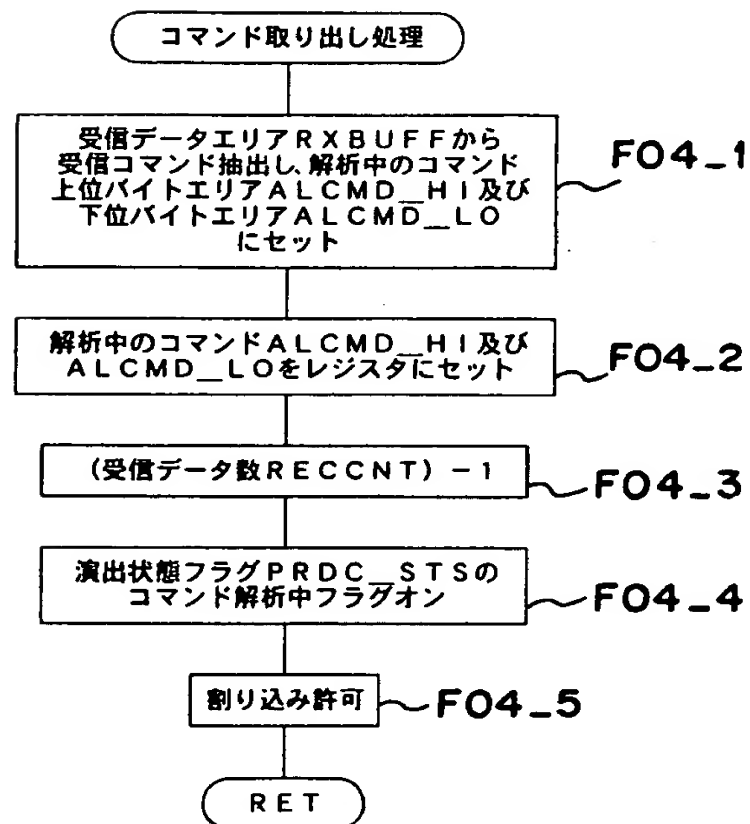 コマンド取り出し処理
受信データエリアＲＸＢＵＦＦから
受信コマンド抽出し、解析中のコマンド
上位バイトエリアＡＬＣＭＤ＿ＨＩ及び
下位バイトエリアＡＬＣＭＤ＿ＬＯ
にセット
F04_1
解析中のコマンドＡＬＣＭＤ＿ＨＩ及び
ＡＬＣＭＤ＿ＬＯをレジスタにセット
F04_2
（受信データ数ＲＥＣＣＮＴ）－１
F04_3
演出状態フラグＰＲＤＣ＿ＳＴＳの
コマンド解析中フラグオン
F04_4
割り込み許可
F04_5
ＲＥＴ